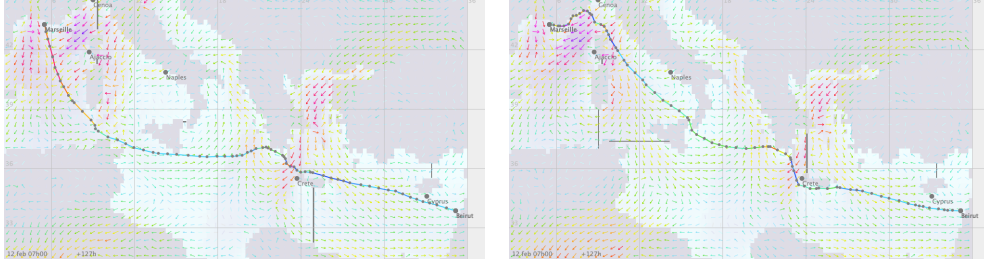 Genoa
Marseille
Ajaccio
Naples
Crete
Cyprus
Beirut
12 feb 07h00 +127h
Genoa
Marseille
Ajaccio
Naples
Crete
Cyprus
Beirut
12 feb 07h00 +127h